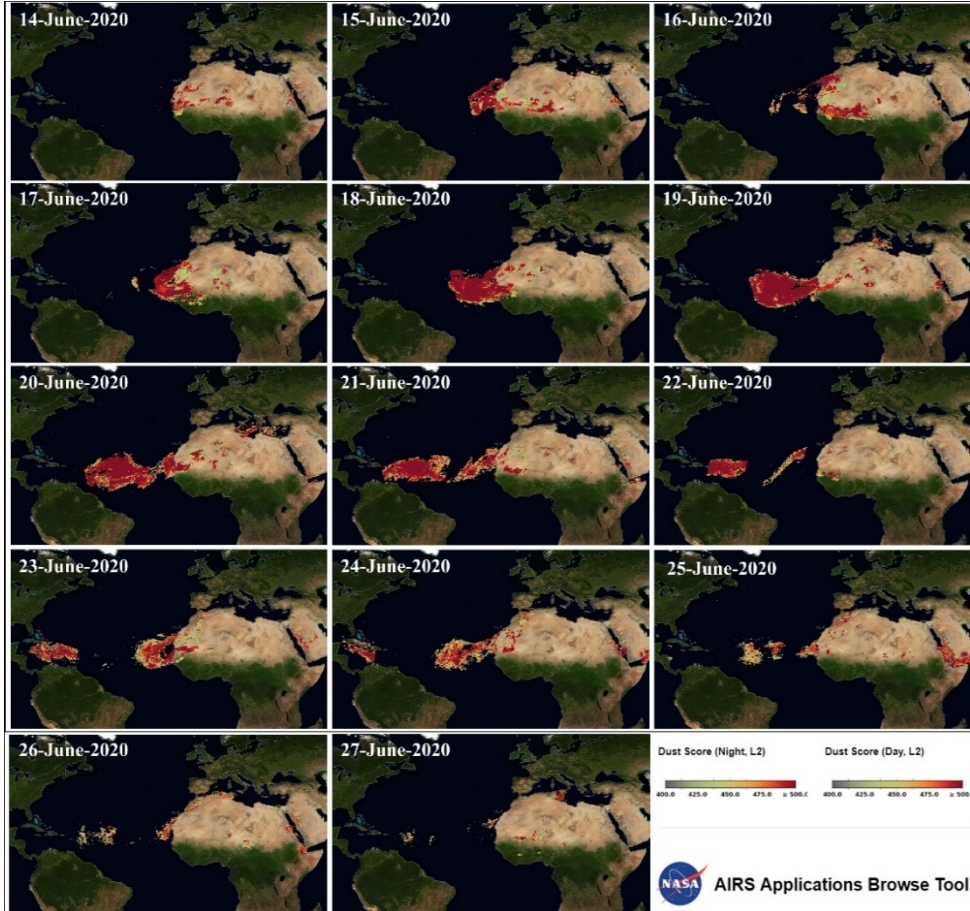 14-June-2020
15-June-2020
16-June-2020
17-June-2020
18-June-2020
19-June-2020
20-June-2020
21-June-2020
22-June-2020
23-June-2020
24-June-2020
25-June-2020
26-June-2020
27-June-2020
Dust Score (Night, L2) Dust Score (Day, L2)
400.0 425.0 450.0 475.0 ≥ 500. 400.0 425.0 450.0 475.0 ≥ 500.
NASA
AIRS Applications Browse Tool